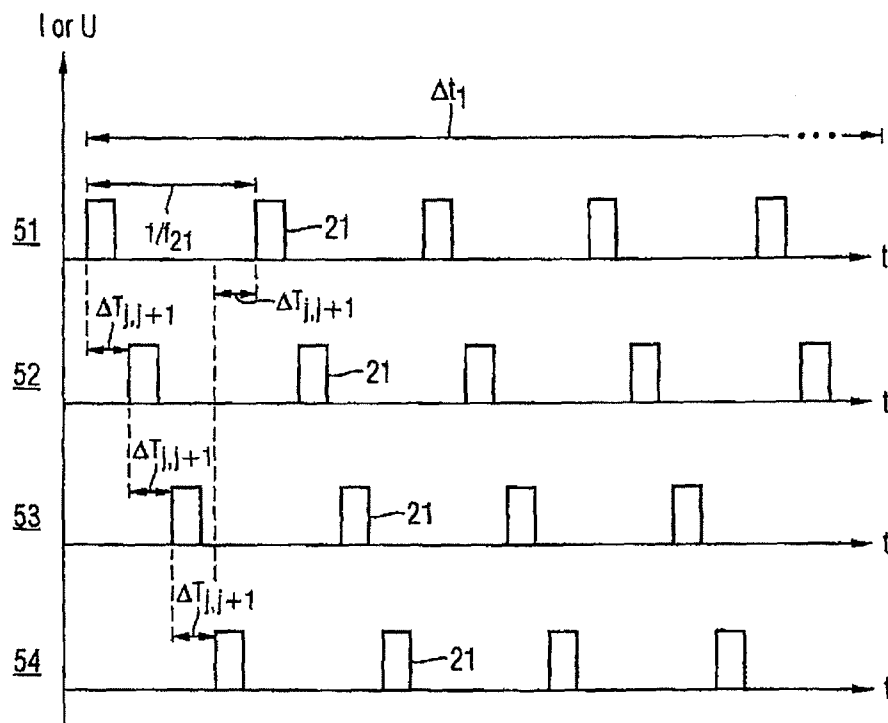 I or U
Δt1
•••
1/f21
51
21
t
ΔTj,j+1
ΔTj,j+1
52
21
t
ΔTj,j+1
53
21
t
ΔTj,j+1
54
21
t